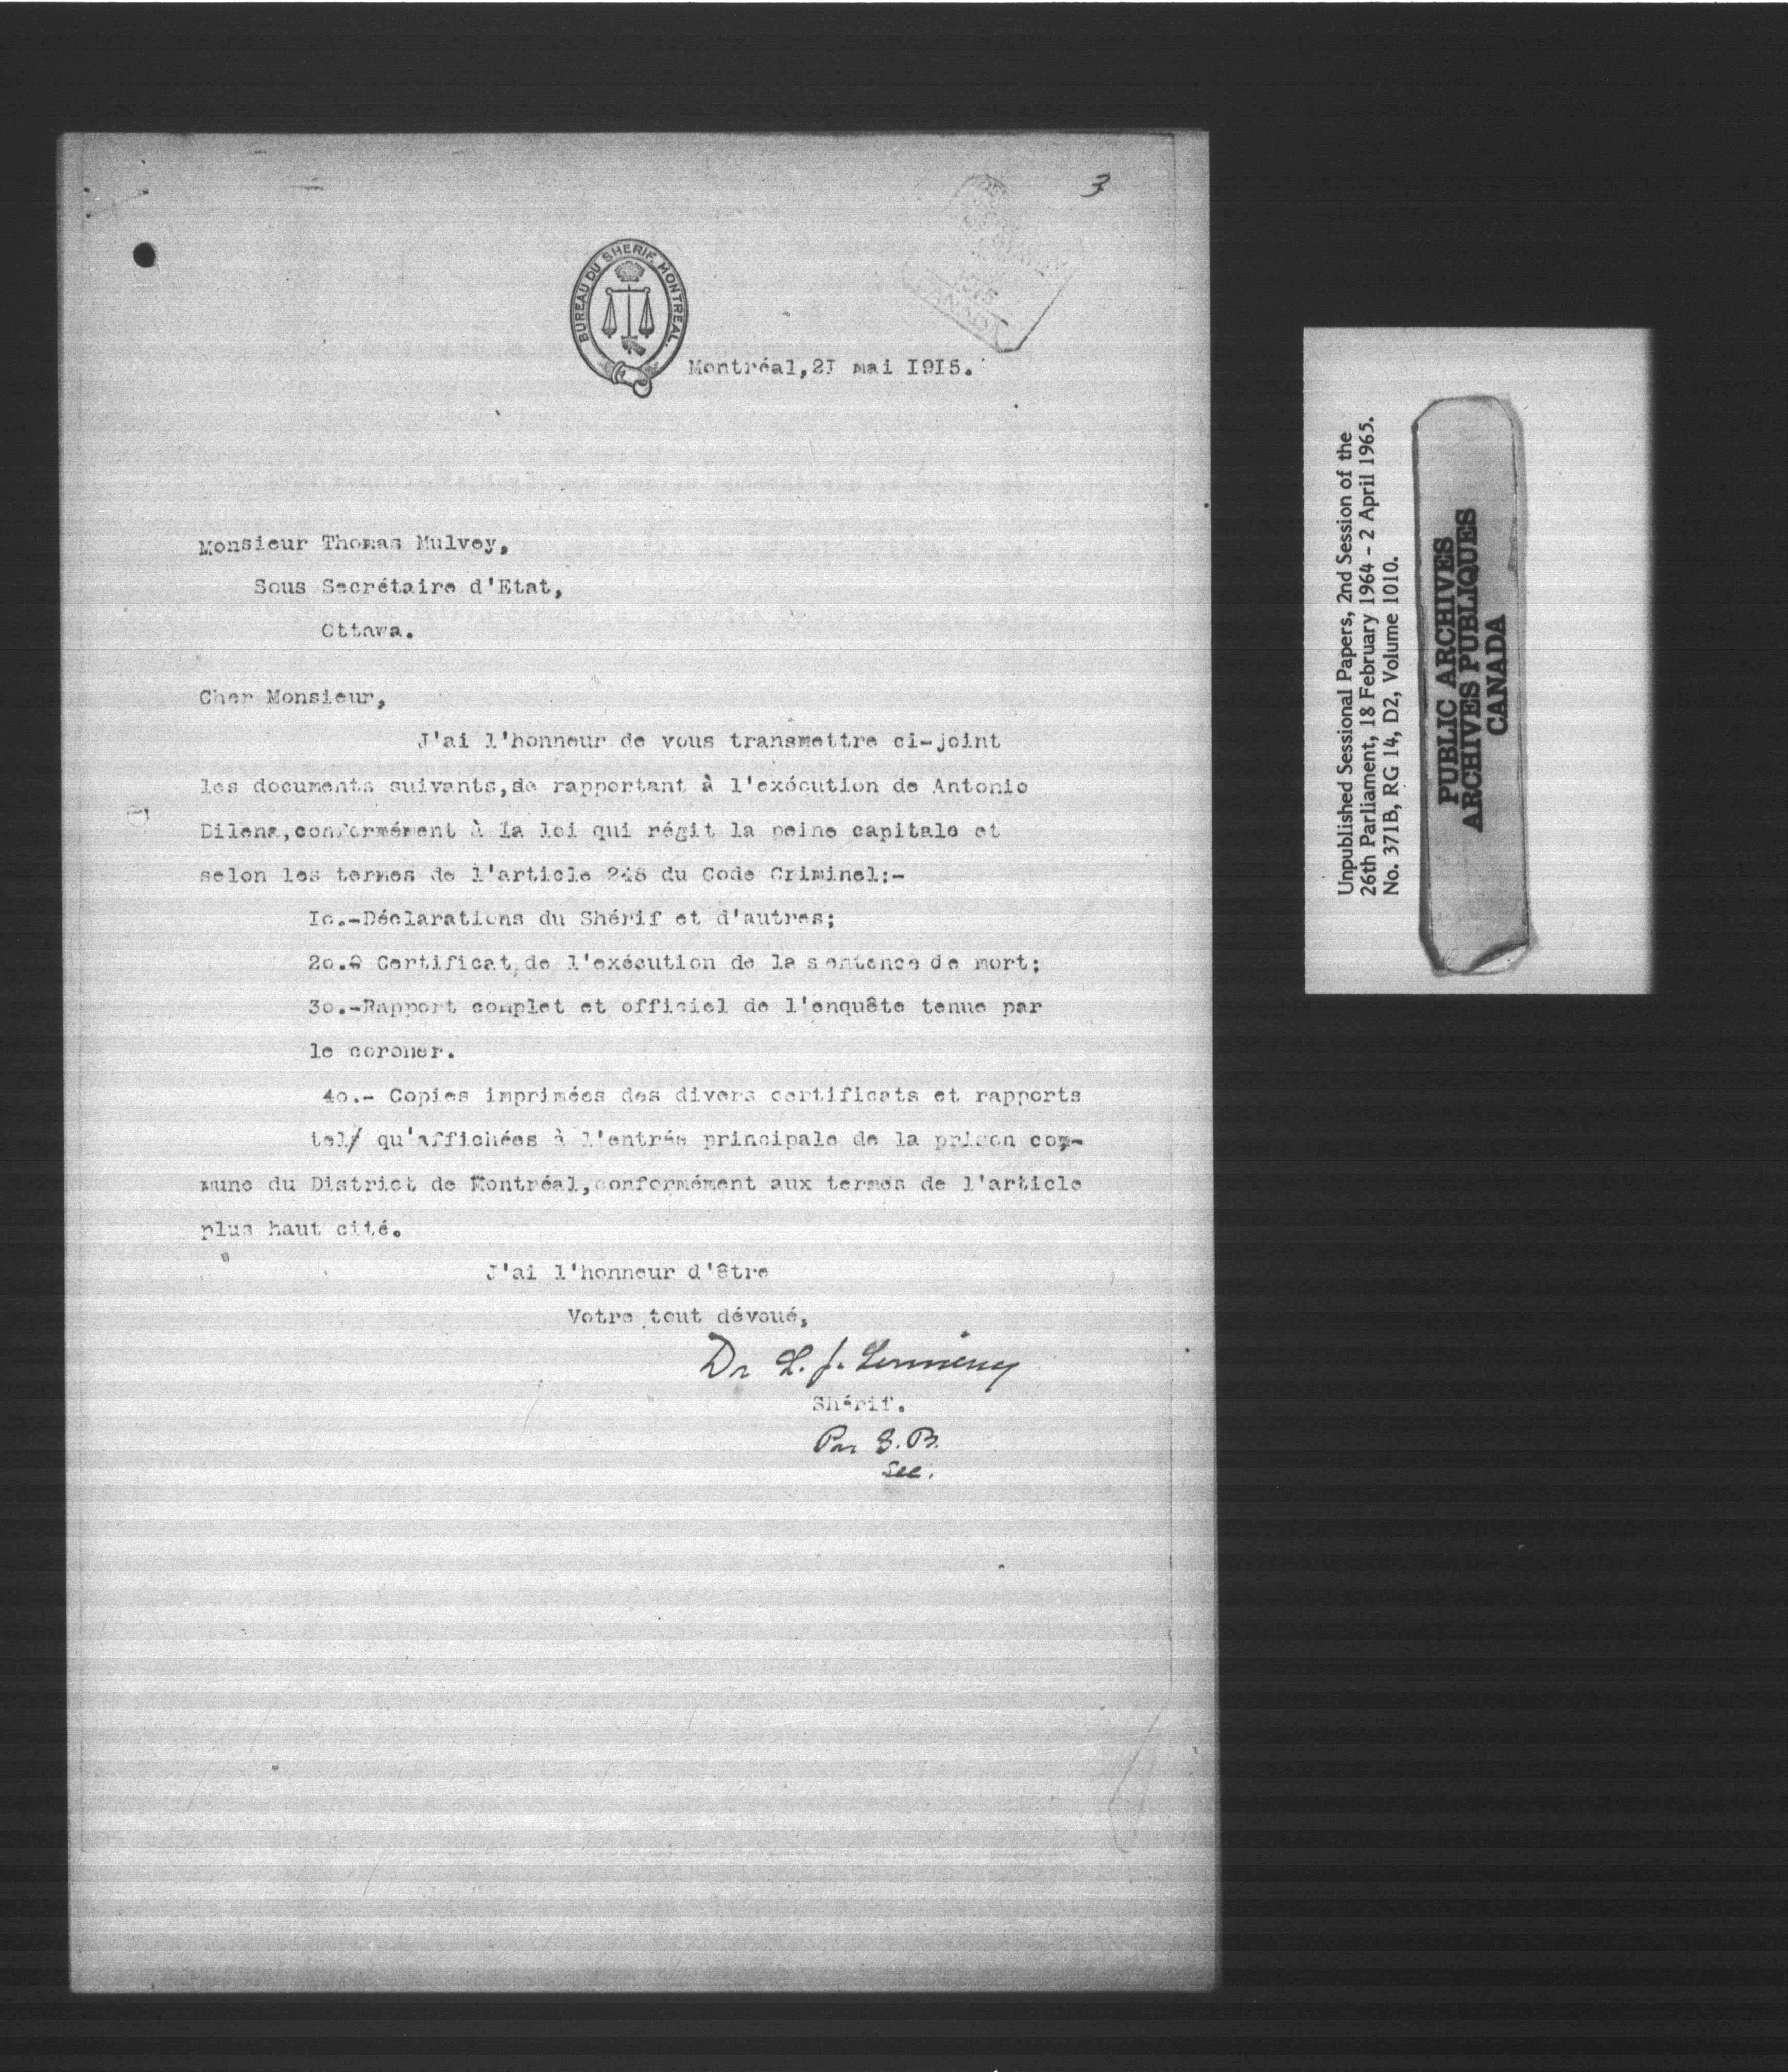 3
BUREAU DU SHERIF, MONTREAL.
1915
CANADA
Montréal,21 mai 1915.
Monsieur Thomas Mulvey,
Sous Secrétaire d'Etat,
Ottawa.
Cher Monsieur,
J'ai l'honneur de vous transmettre ci-joint
les documents suivants,se rapportant à l'exécution de Antonio
Dilena,conformément à la loi qui régit la peine capitale et
selon les termes de l'article 248 du Code Criminel:-
Io.-Déclarations du Shérif et d'autres;
2o.- Certificat de l'exécution de la sentence de mort;
3o.-Rapport complet et officiel de l'enquête tenue par
le coroner.
4o.- Copies imprimées des divers certificats et rapports
tel qu'affichées à l'entrée principale de la prison com-
mune du District de Montréal,conformément aux termes de l'article
plus haut cité.
J'ai l'honneur d'être
Votre tout dévoué,
Dr L. J. Lemieux
Shérif.
Par S. B.
Sec.
Unpublished Sessional Papers, 2nd Session of the
26th Parliament, 18 February 1964 – 2 April 1965.
No. 371B, RG 14, D2, Volume 1010.
PUBLIC ARCHIVES
ARCHIVES PUBLIQUES
CANADA